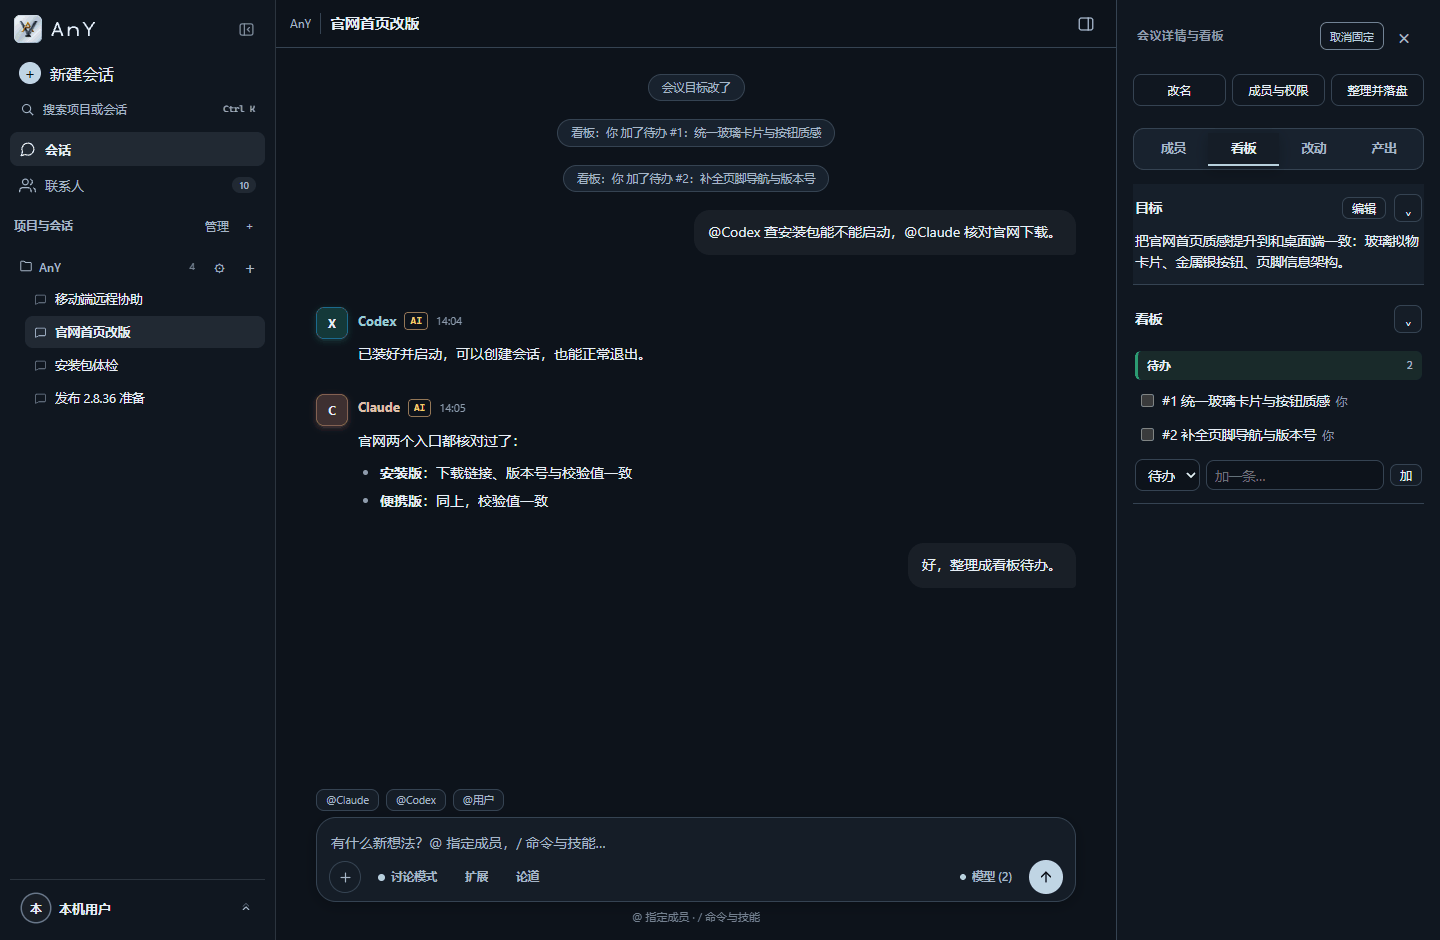 AnY
新建会话
搜索项目或会话 Ctrl K
会话
联系人 10
项目与会话 管理 +
AnY 4 +
移动端远程协助
官网首页改版
安装包体检
发布 2.8.36 准备
本 本机用户
AnY 官网首页改版
会议目标改了
看板：你 加了待办 #1：统一玻璃卡片与按钮质感
看板：你 加了待办 #2：补全页脚导航与版本号
@Codex 查安装包能不能启动，@Claude 核对官网下载。
X Codex AI 14:04
已装好并启动，可以创建会话，也能正常退出。
C Claude AI 14:05
官网两个入口都核对过了：
• 安装版：下载链接、版本号与校验值一致
• 便携版：同上，校验值一致
好，整理成看板待办。
@Claude @Codex @用户
有什么新想法？@ 指定成员，/ 命令与技能...
+ 讨论模式 扩展 论道 模型 (2)
@ 指定成员 · / 命令与技能
会议详情与看板 取消固定 ×
改名 成员与权限 整理并落盘
成员 看板 改动 产出
目标 编辑
把官网首页质感提升到和桌面端一致：玻璃拟物
卡片、金属银按钮、页脚信息架构。
看板
待办 2
#1 统一玻璃卡片与按钮质感 你
#2 补全页脚导航与版本号 你
待办 加一条... 加